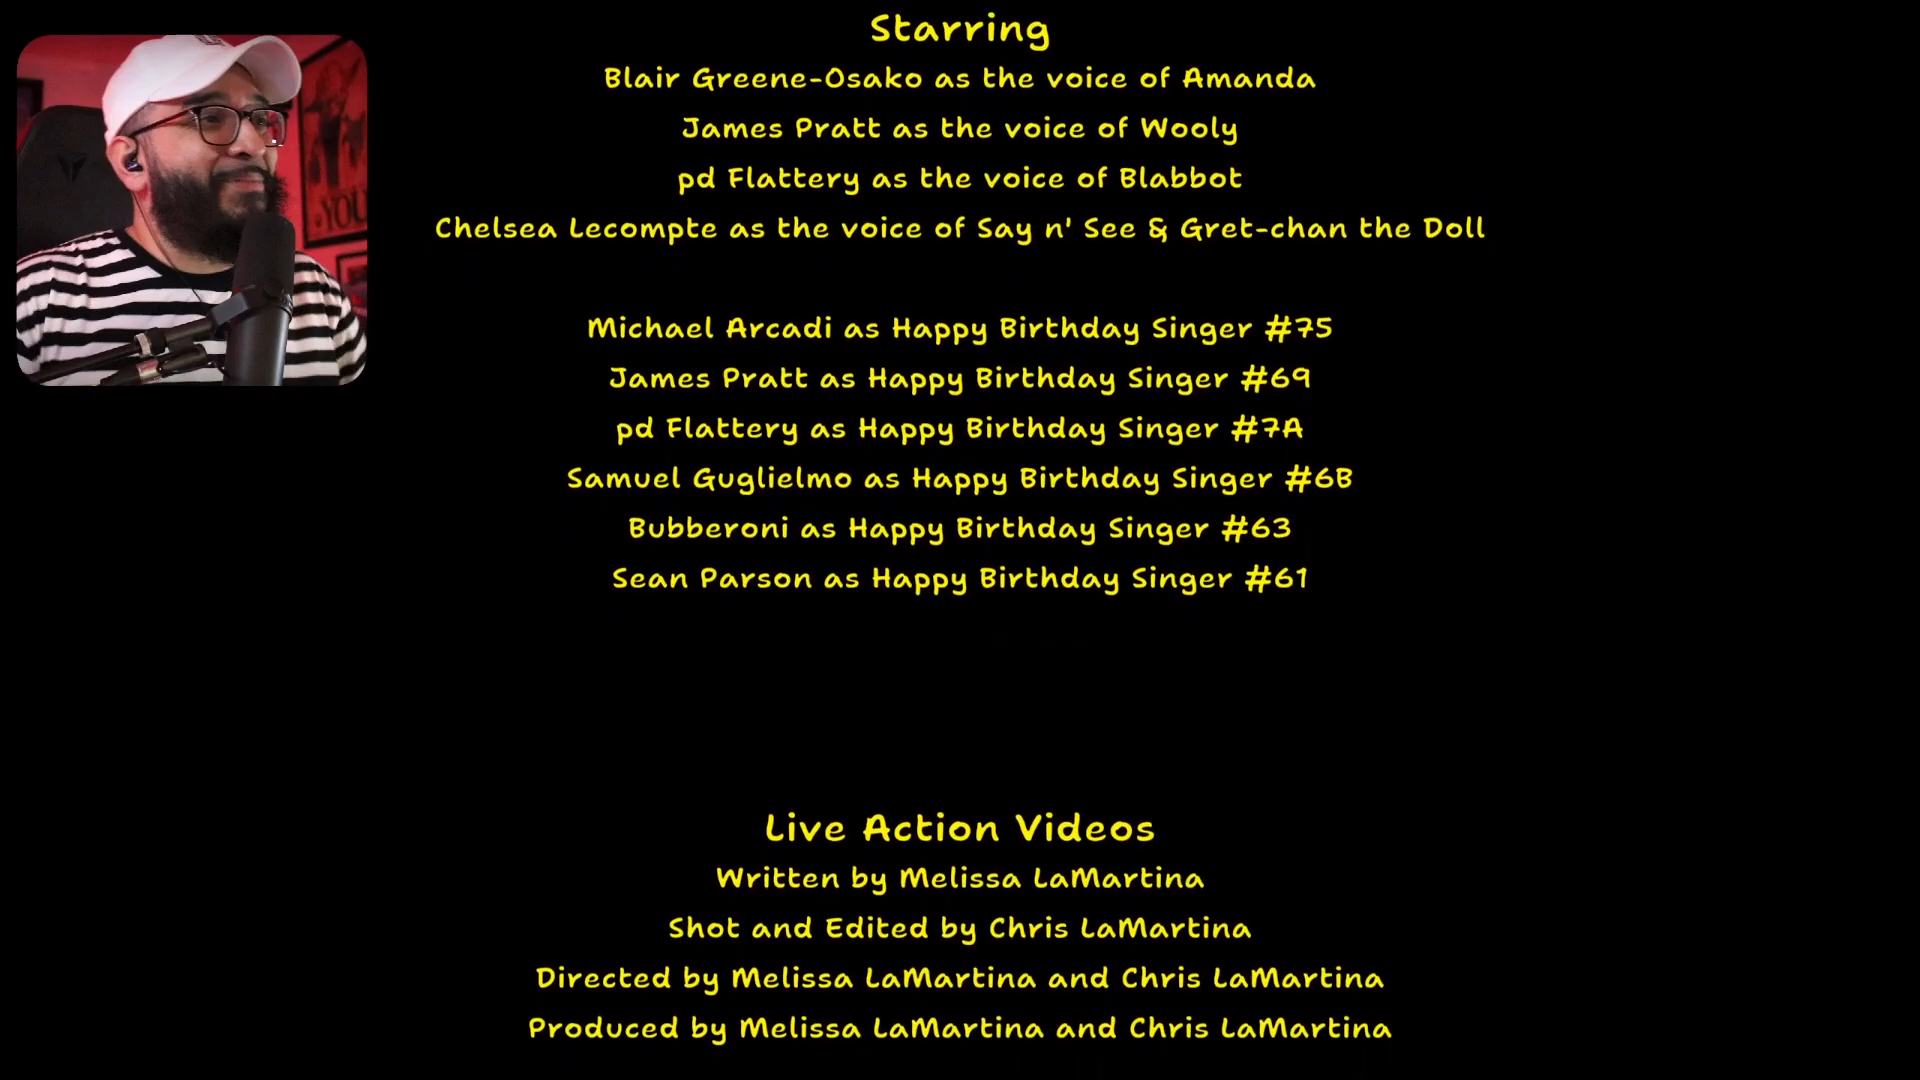 Starring
Blair Greene-Osako as the voice of Amanda
James Pratt as the voice of Wooly
pd Flattery as the voice of Blabbot
Chelsea Lecompte as the voice of Say n' See & Gret-chan the Doll
Michael Arcadi as Happy Birthday Singer #75
James Pratt as Happy Birthday Singer #69
pd Flattery as Happy Birthday Singer #7A
Samuel Guglielmo as Happy Birthday Singer #6B
Bubberoni as Happy Birthday Singer #63
Sean Parson as Happy Birthday Singer #61
Live Action Videos
Written by Melissa LaMartina
Shot and Edited by Chris LaMartina
Directed by Melissa LaMartina and Chris LaMartina
Produced by Melissa LaMartina and Chris LaMartina
YOU